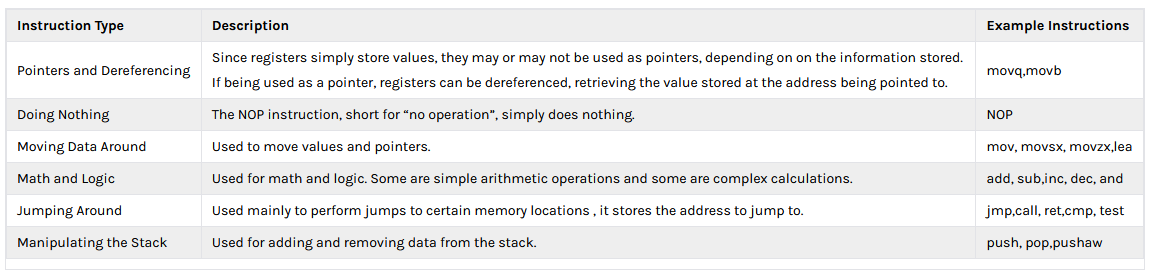 Instruction Type Description Example Instructions
Pointers and Dereferencing Since registers simply store values, they may or may not be used as pointers, depending on on the information stored.
If being used as a pointer, registers can be dereferenced, retrieving the value stored at the address being pointed to. movq,movb
Doing Nothing The NOP instruction, short for “no operation”, simply does nothing. NOP
Moving Data Around Used to move values and pointers. mov, movsx, movzx,lea
Math and Logic Used for math and logic. Some are simple arithmetic operations and some are complex calculations. add, sub,inc, dec, and
Jumping Around Used mainly to perform jumps to certain memory locations , it stores the address to jump to. jmp,call, ret,cmp, test
Manipulating the Stack Used for adding and removing data from the stack. push, pop,pushaw